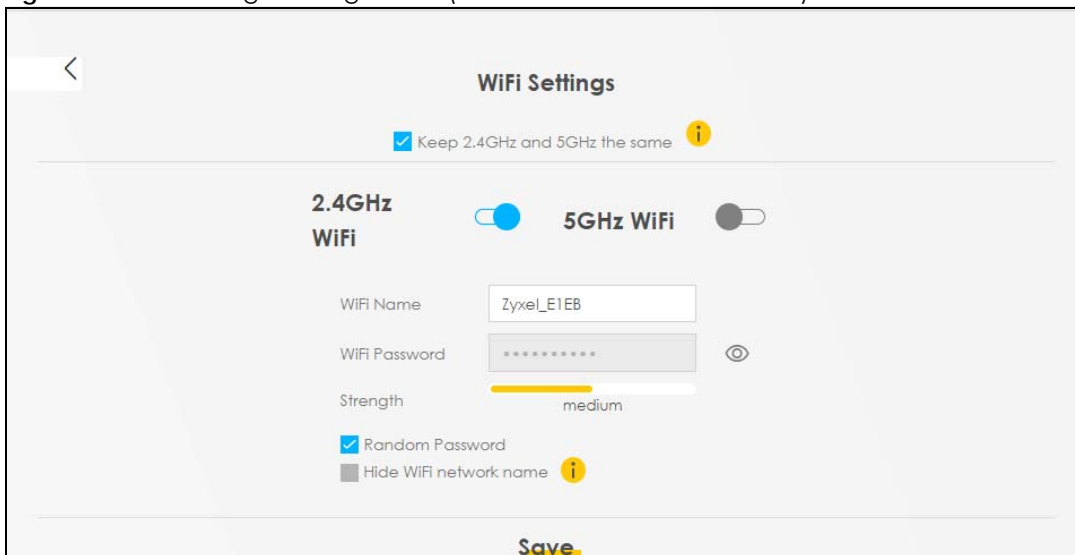 WiFi Settings
Keep 2.4GHz and 5GHz the same i
2.4GHz
WiFi
5GHz WiFi
WiFi Name Zyxel_E1EB
WiFi Password
Strength
medium
Random Password
Hide WiFi network name i
Save